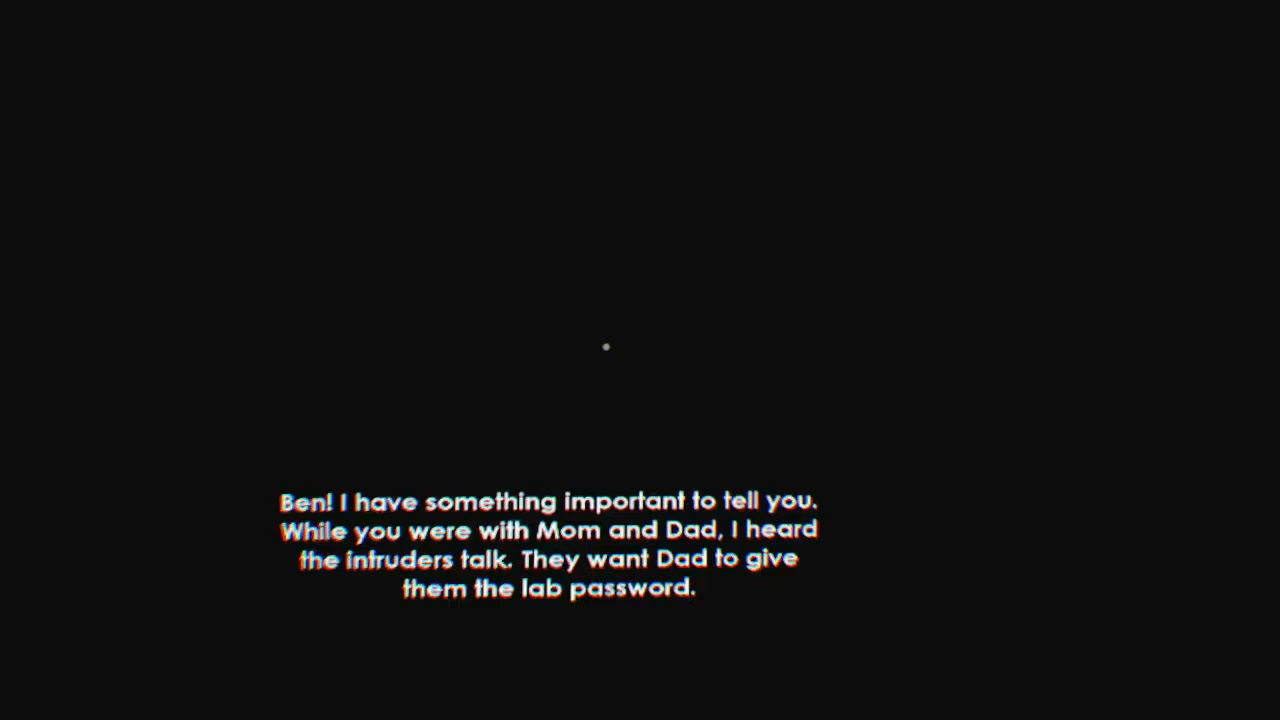 Ben! I have something important to tell you.
While you were with Mom and Dad, I heard
the intruders talk. They want Dad to give
them the lab password.